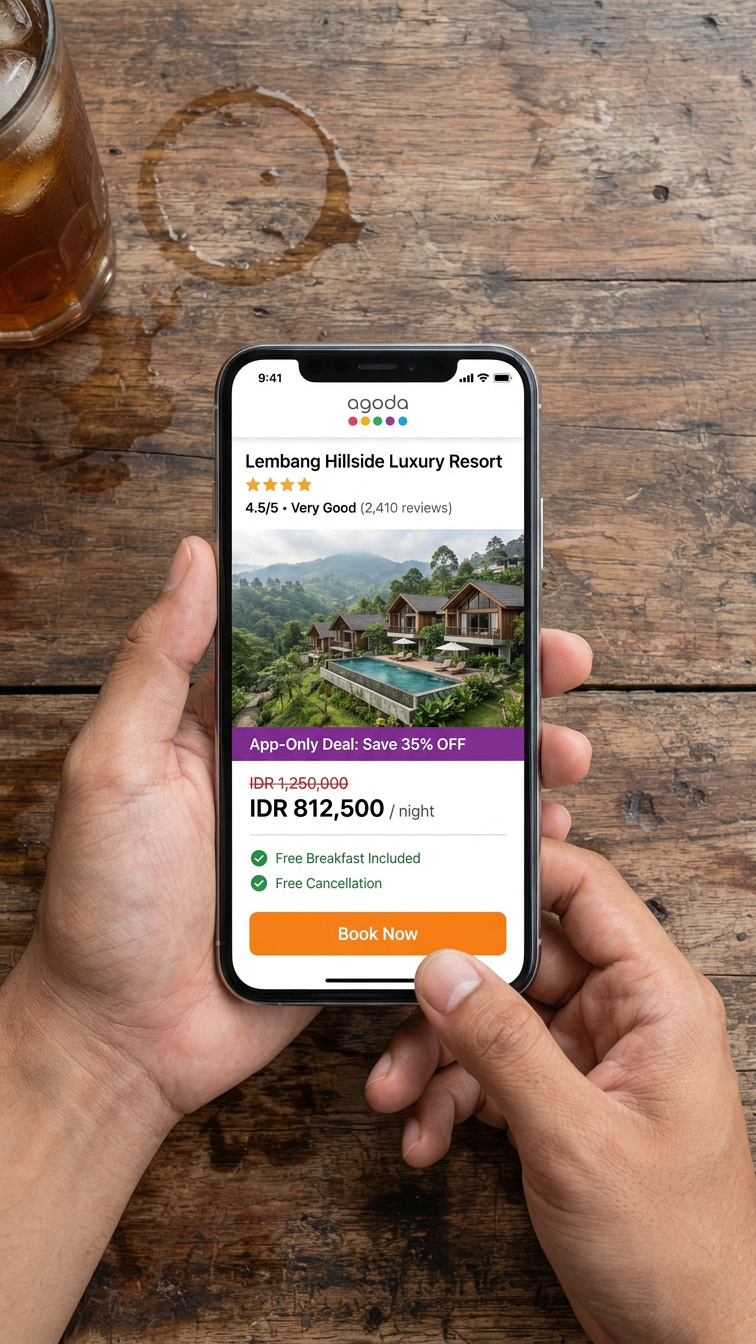 9:41
agoda
Lembang Hillside Luxury Resort
4.5/5 • Very Good (2,410 reviews)
App-Only Deal: Save 35% OFF
IDR 1,250,000
IDR 812,500 / night
Free Breakfast Included
Free Cancellation
Book Now